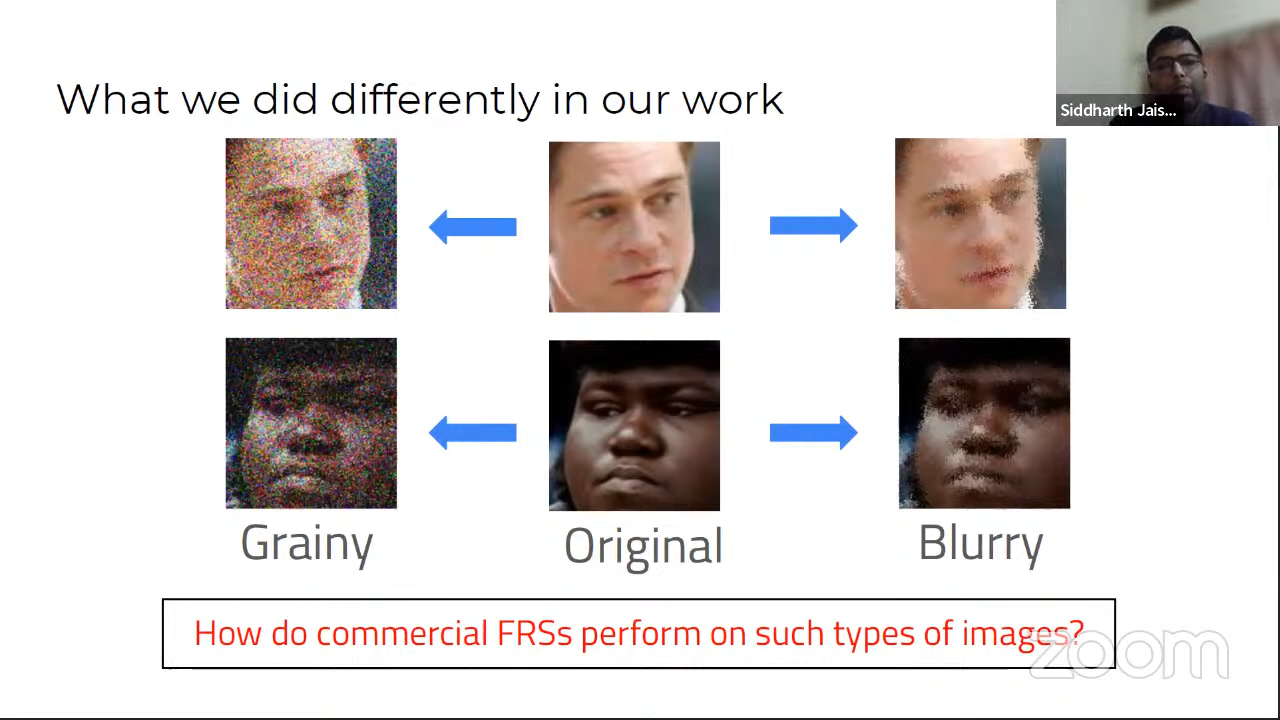 What we did differently in our work
Siddharth Jais...
Grainy
Original
Blurry
How do commercial FRSs perform on such types of images?
zoom